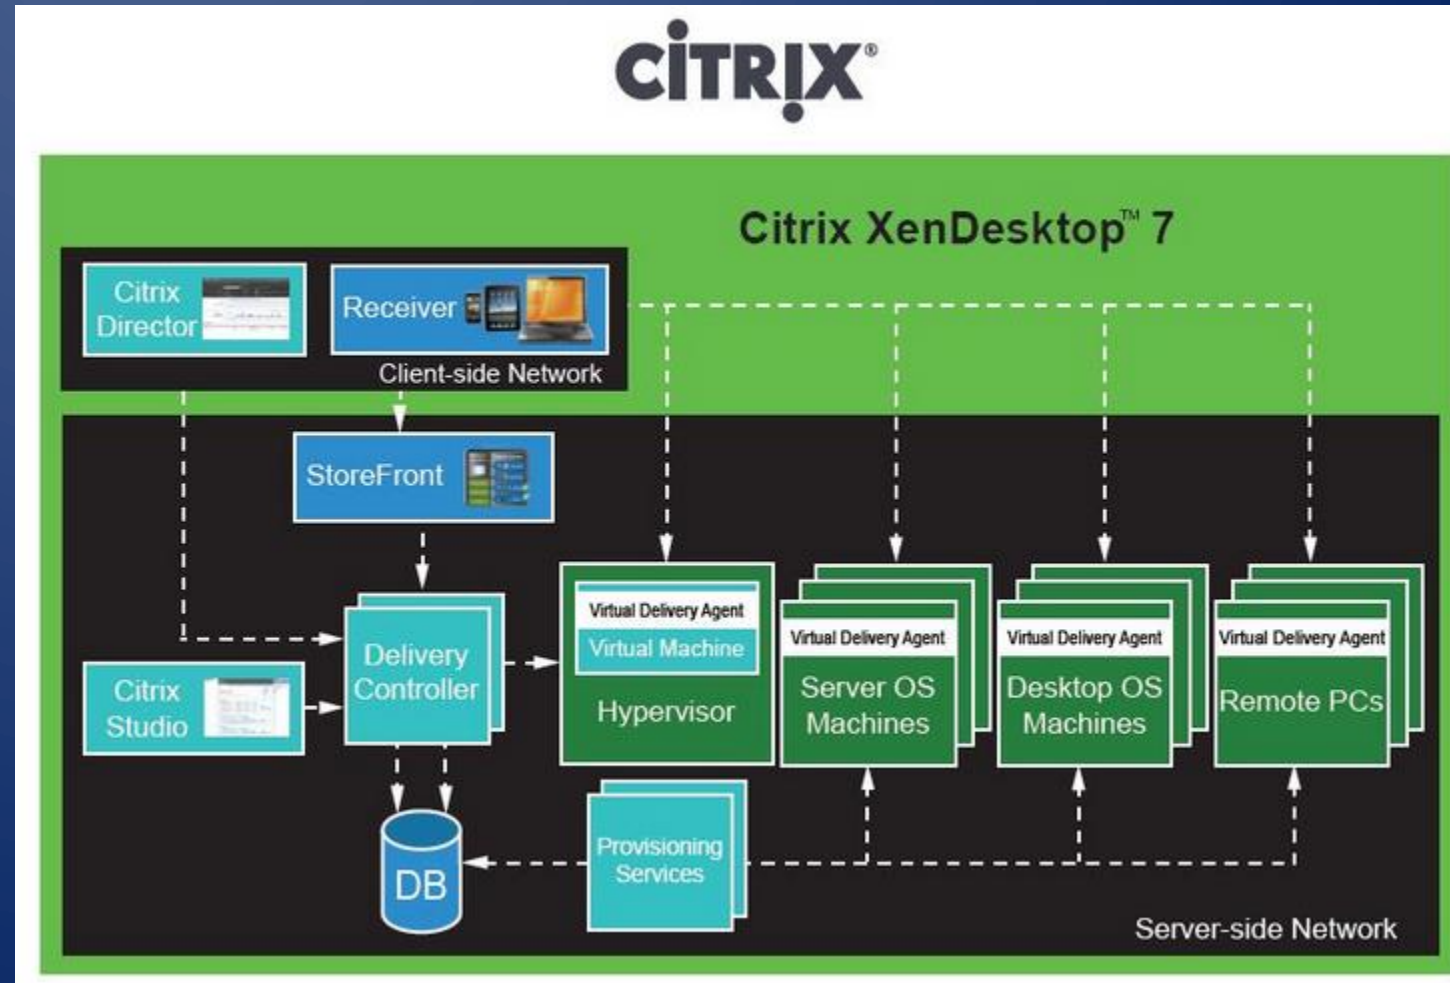 CİTRIX®
Citrix XenDesktop™ 7
Citrix
Director
Receiver
Client-side Network
StoreFront
Delivery
Controller
Citrix
Studio
DB
Virtual Delivery Agent
Virtual Machine
Hypervisor
Virtual Delivery Agent
Server OS
Machines
Virtual Delivery Agent
Desktop OS
Machines
Virtual Delivery Agent
Remote PCs
Provisioning
Services
Server-side Network